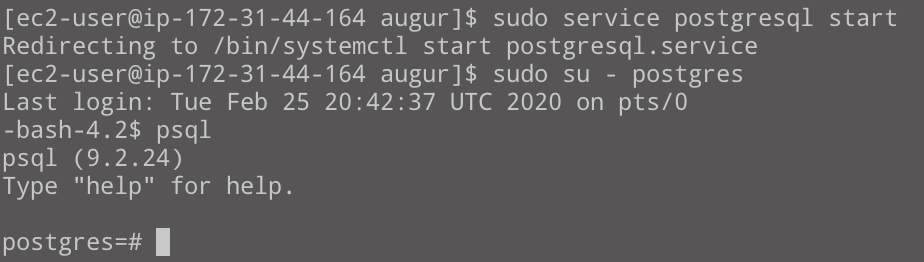 [ec2-user@ip-172-31-44-164 augur]$ sudo service postgresql start
Redirecting to /bin/systemctl start postgresql.service
[ec2-user@ip-172-31-44-164 augur]$ sudo su - postgres
Last login: Tue Feb 25 20:42:37 UTC 2020 on pts/0
-bash-4.2$ psql
psql (9.2.24)
Type "help" for help.
postgres=#